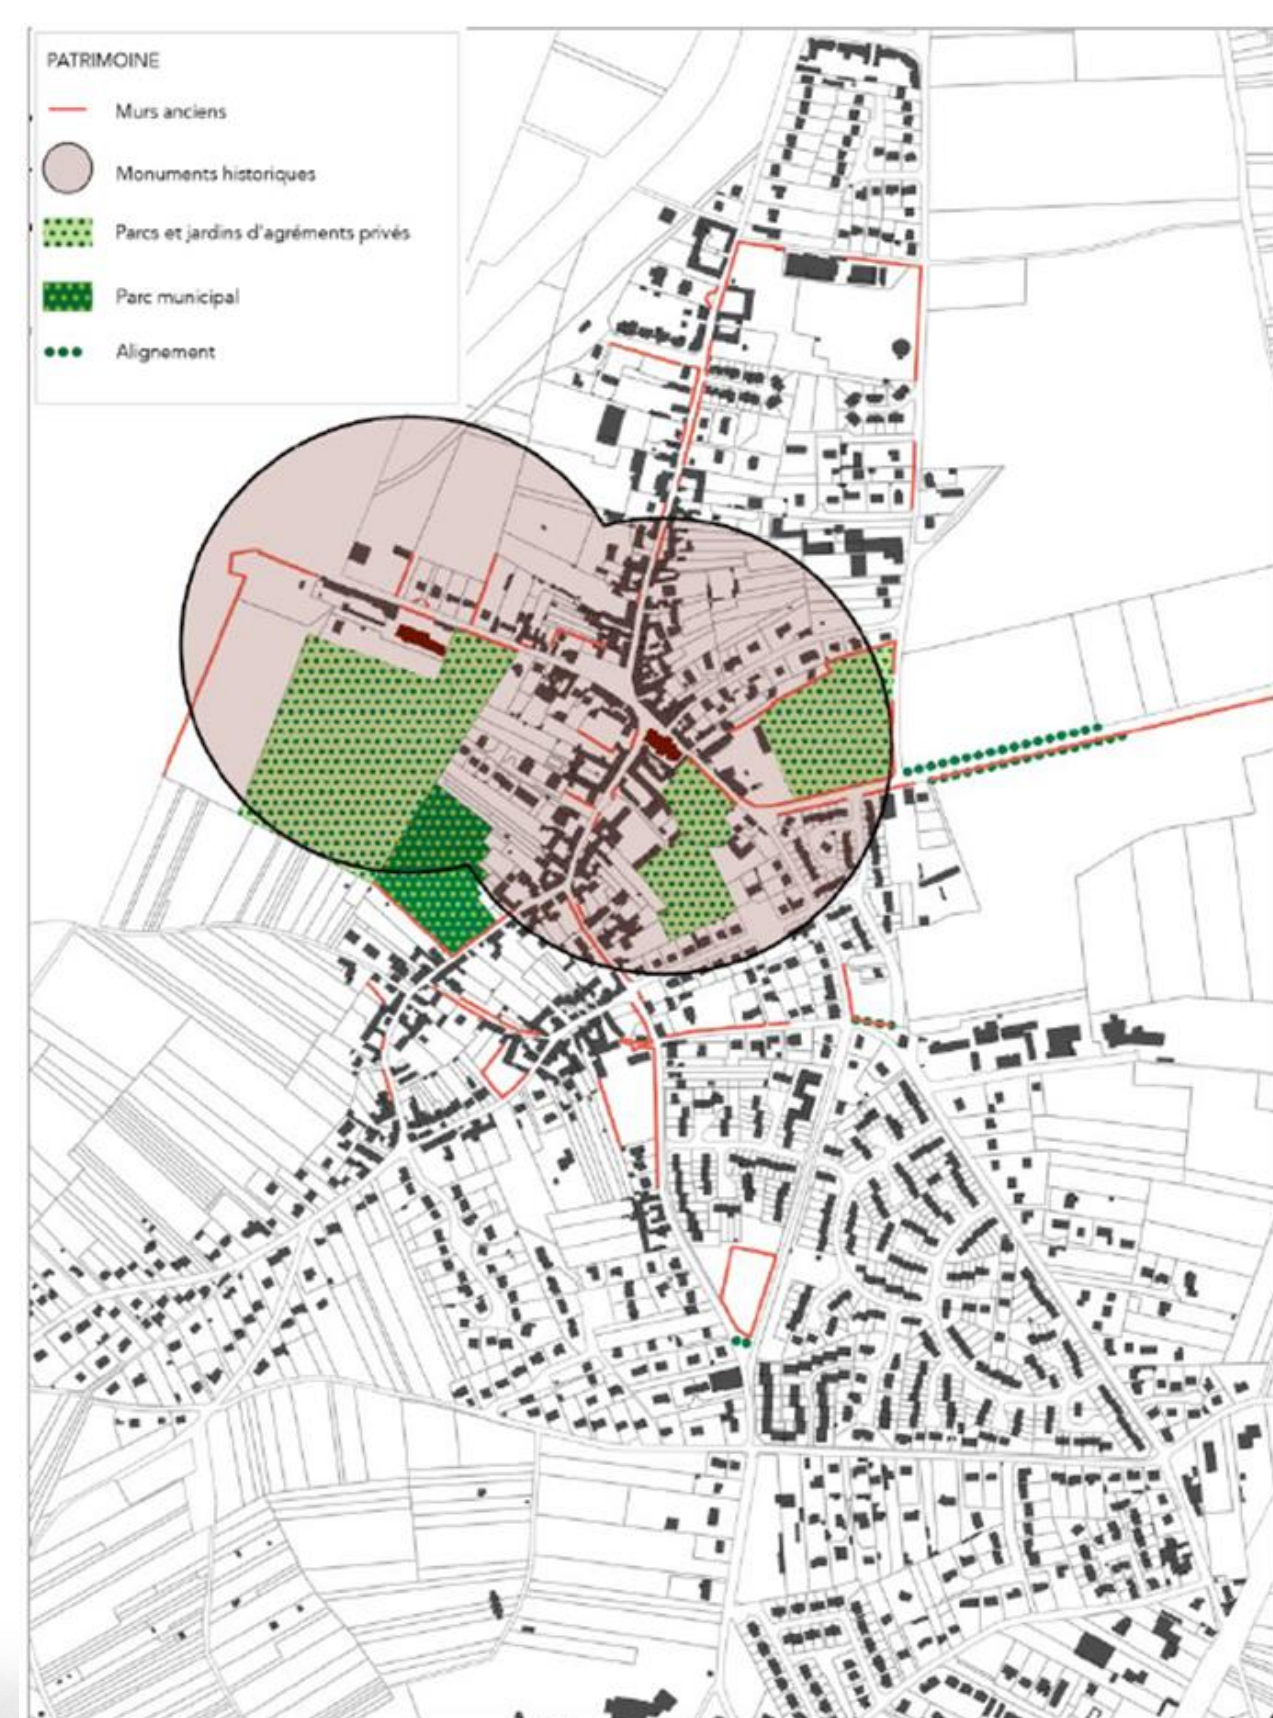 PATRIMOINE
Murs anciens
Monuments historiques
Parcs et jardins d'agréments privés
Parc municipal
Alignement